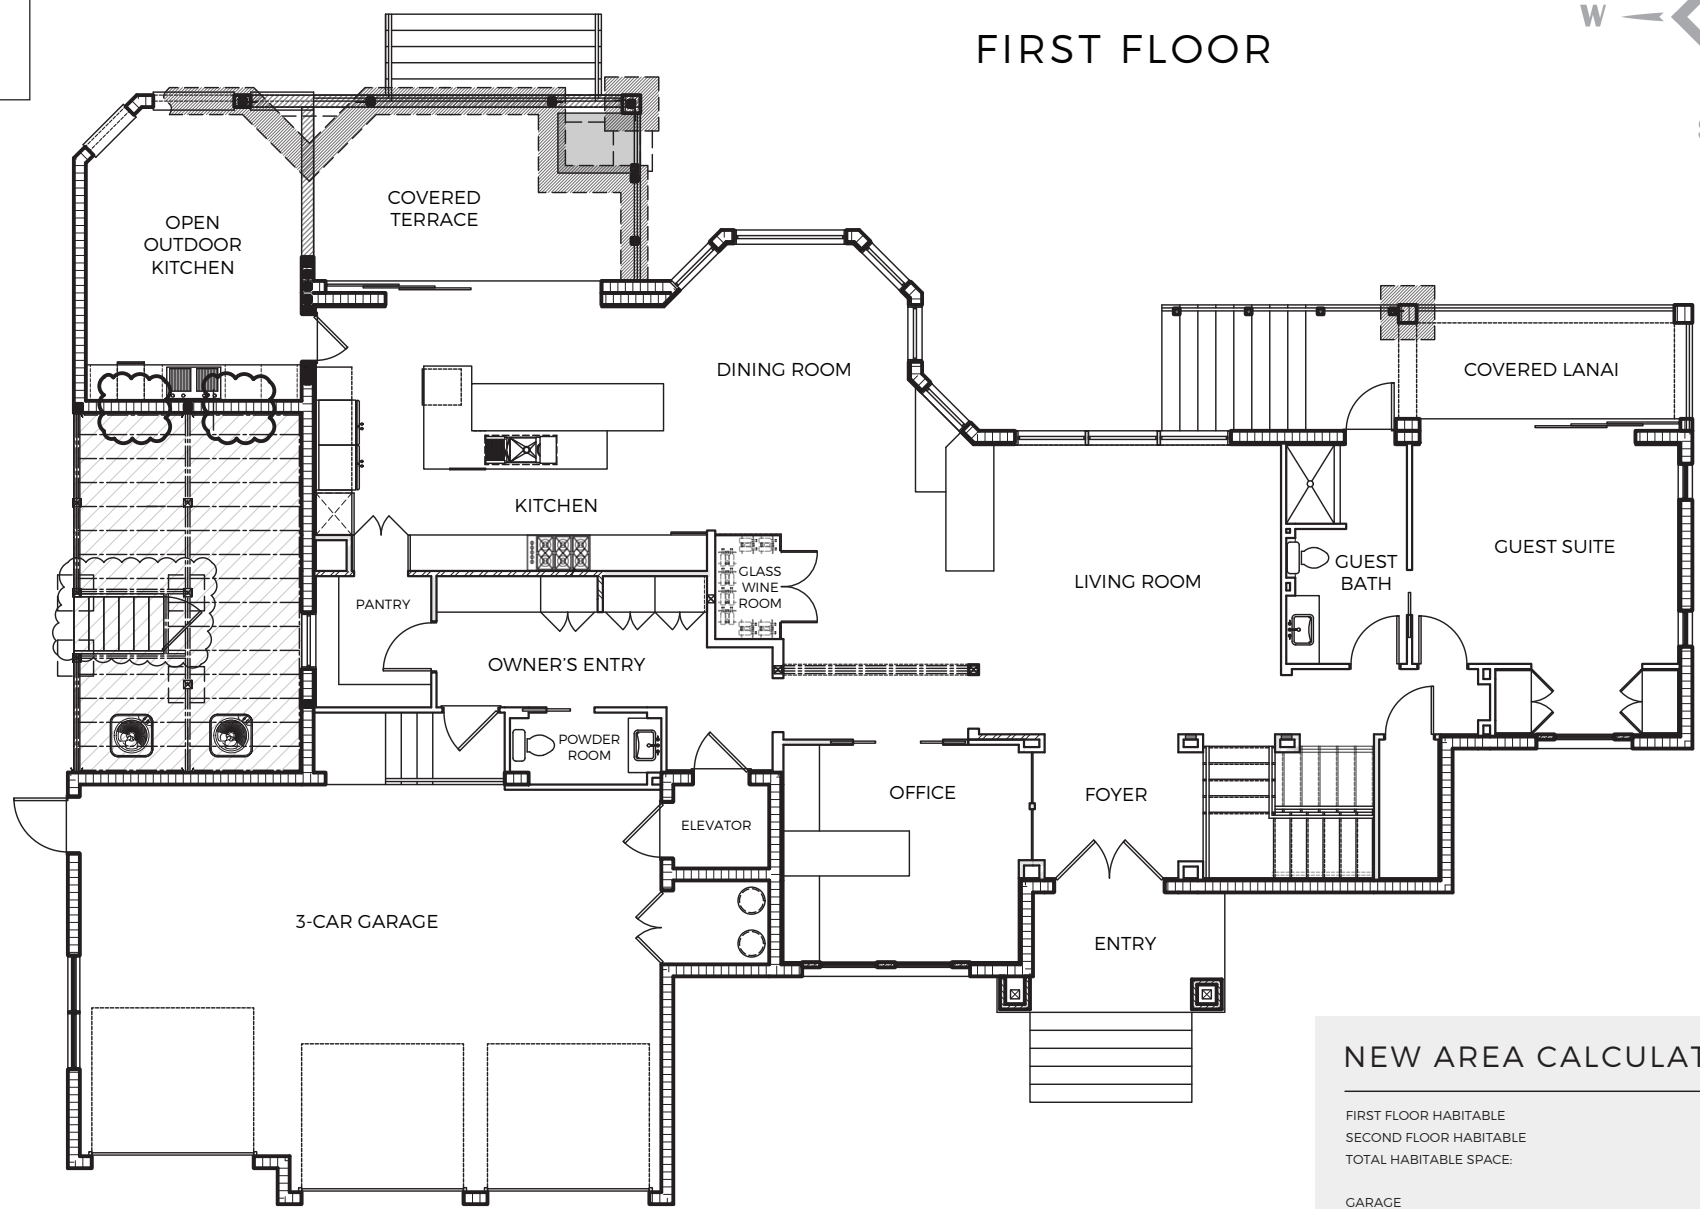 FIRST FLOOR
W
OPEN
OUTDOOR
KITCHEN
COVERED
TERRACE
DINING ROOM
COVERED LANAI
KITCHEN
GUEST SUITE
GUEST
BATH
LIVING ROOM
GLASS
WINE
ROOM
PANTRY
OWNER'S ENTRY
POWDER
ROOM
OFFICE
FOYER
ELEVATOR
3-CAR GARAGE
ENTRY
NEW AREA CALCULAT
FIRST FLOOR HABITABLE
SECOND FLOOR HABITABLE
TOTAL HABITABLE SPACE:
GARAGE